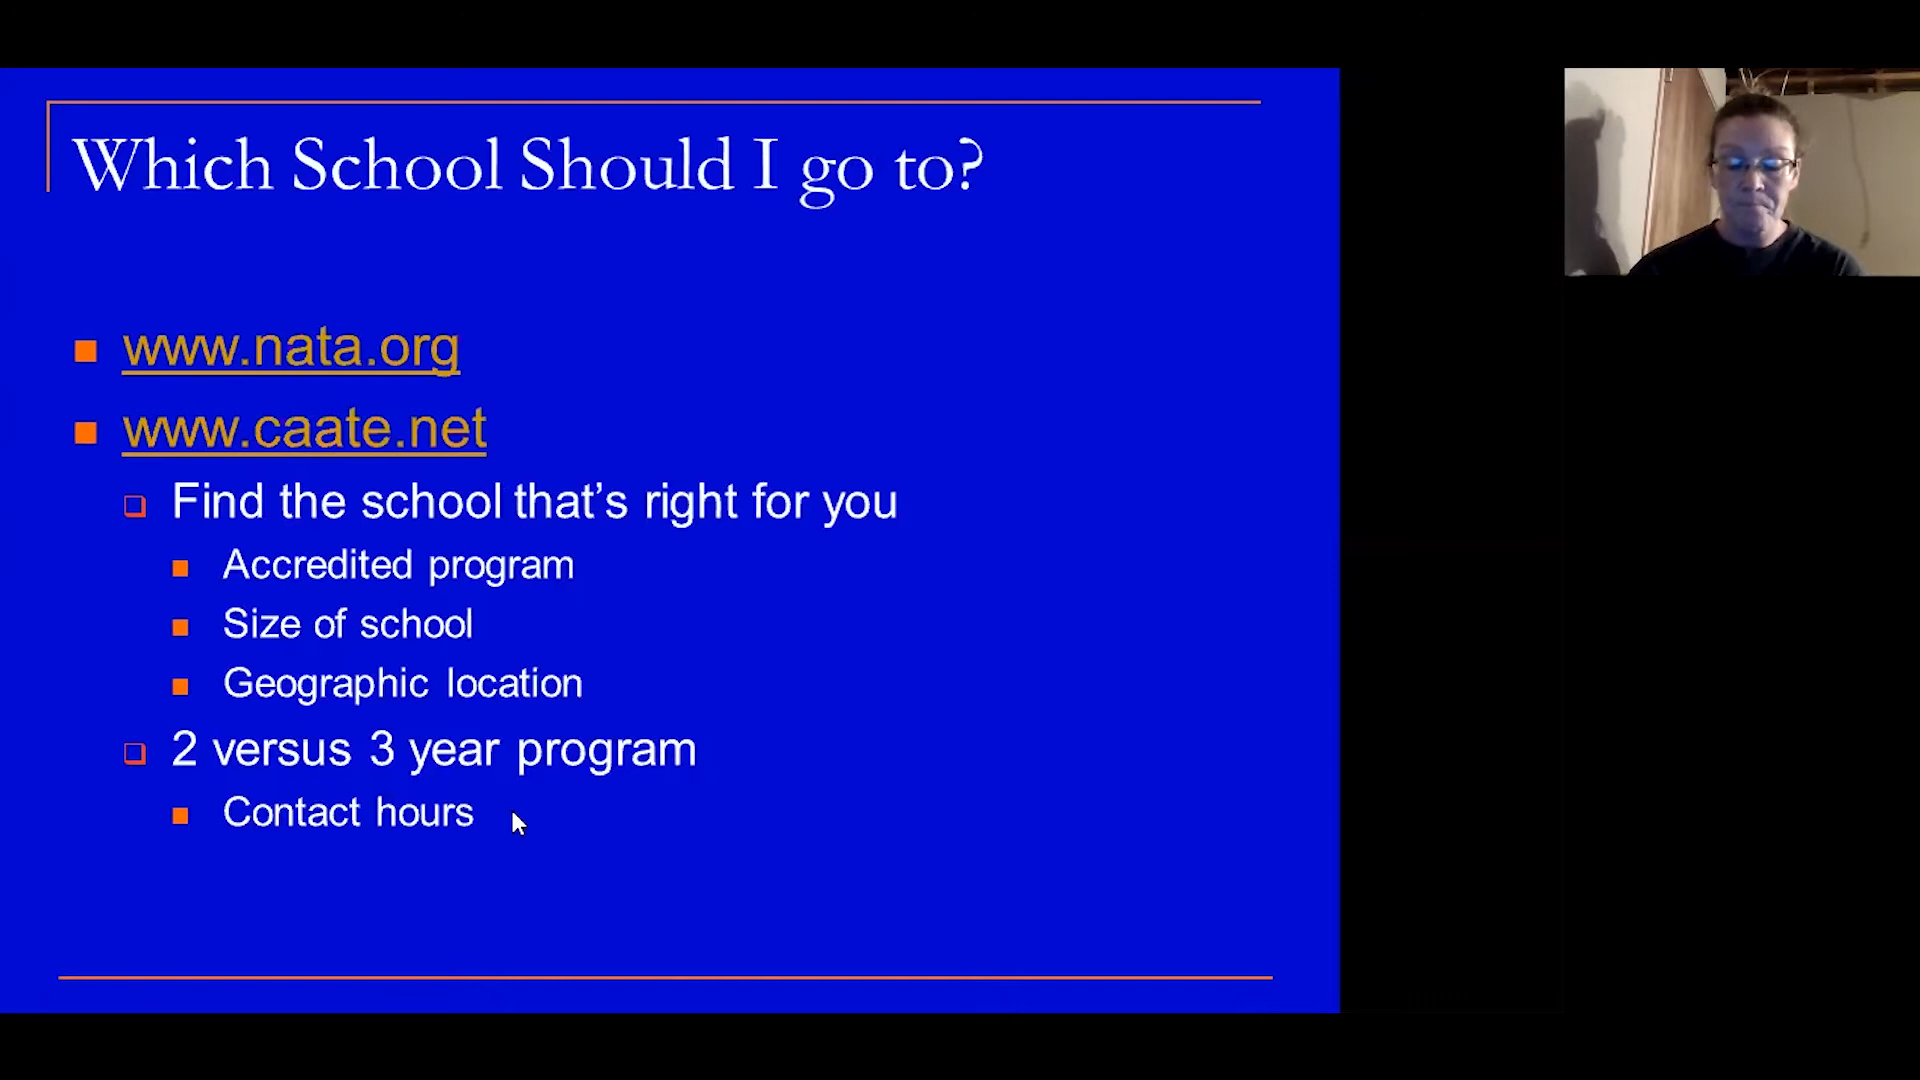 Which School Should I go to?
www.nata.org
www.caate.net
Find the school that’s right for you
Accredited program
Size of school
Geographic location
2 versus 3 year program
Contact hours